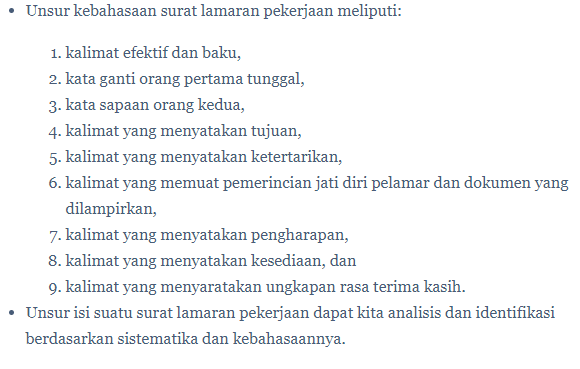 • Unsur kebahasaan surat lamaran pekerjaan meliputi:
1. kalimat efektif dan baku,
2. kata ganti orang pertama tunggal,
3. kata sapaan orang kedua,
4. kalimat yang menyatakan tujuan,
5. kalimat yang menyatakan ketertarikan,
6. kalimat yang memuat pemerincian jati diri pelamar dan dokumen yang
dilampirkan,
7. kalimat yang menyatakan pengharapan,
8. kalimat yang menyatakan kesediaan, dan
9. kalimat yang menyaratakan ungkapan rasa terima kasih.
• Unsur isi suatu surat lamaran pekerjaan dapat kita analisis dan identifikasi
berdasarkan sistematika dan kebahasaannya.